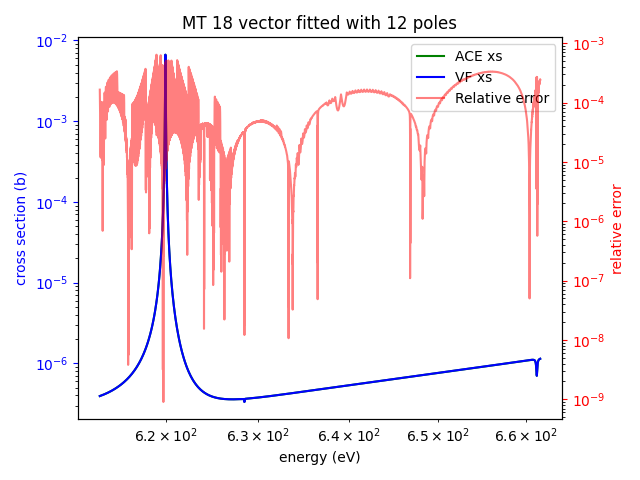 MT 18 vector fitted with 12 poles
ACE xs
VF xs
Relative error
cross section (b)
10⁻²
10⁻³
10⁻⁴
10⁻⁵
10⁻⁶
10⁻³
10⁻⁴
10⁻⁵
10⁻⁶
10⁻⁷
10⁻⁸
10⁻⁹
relative error
6.2 × 10² 6.3 × 10² 6.4 × 10² 6.5 × 10² 6.6 × 10²
energy (eV)